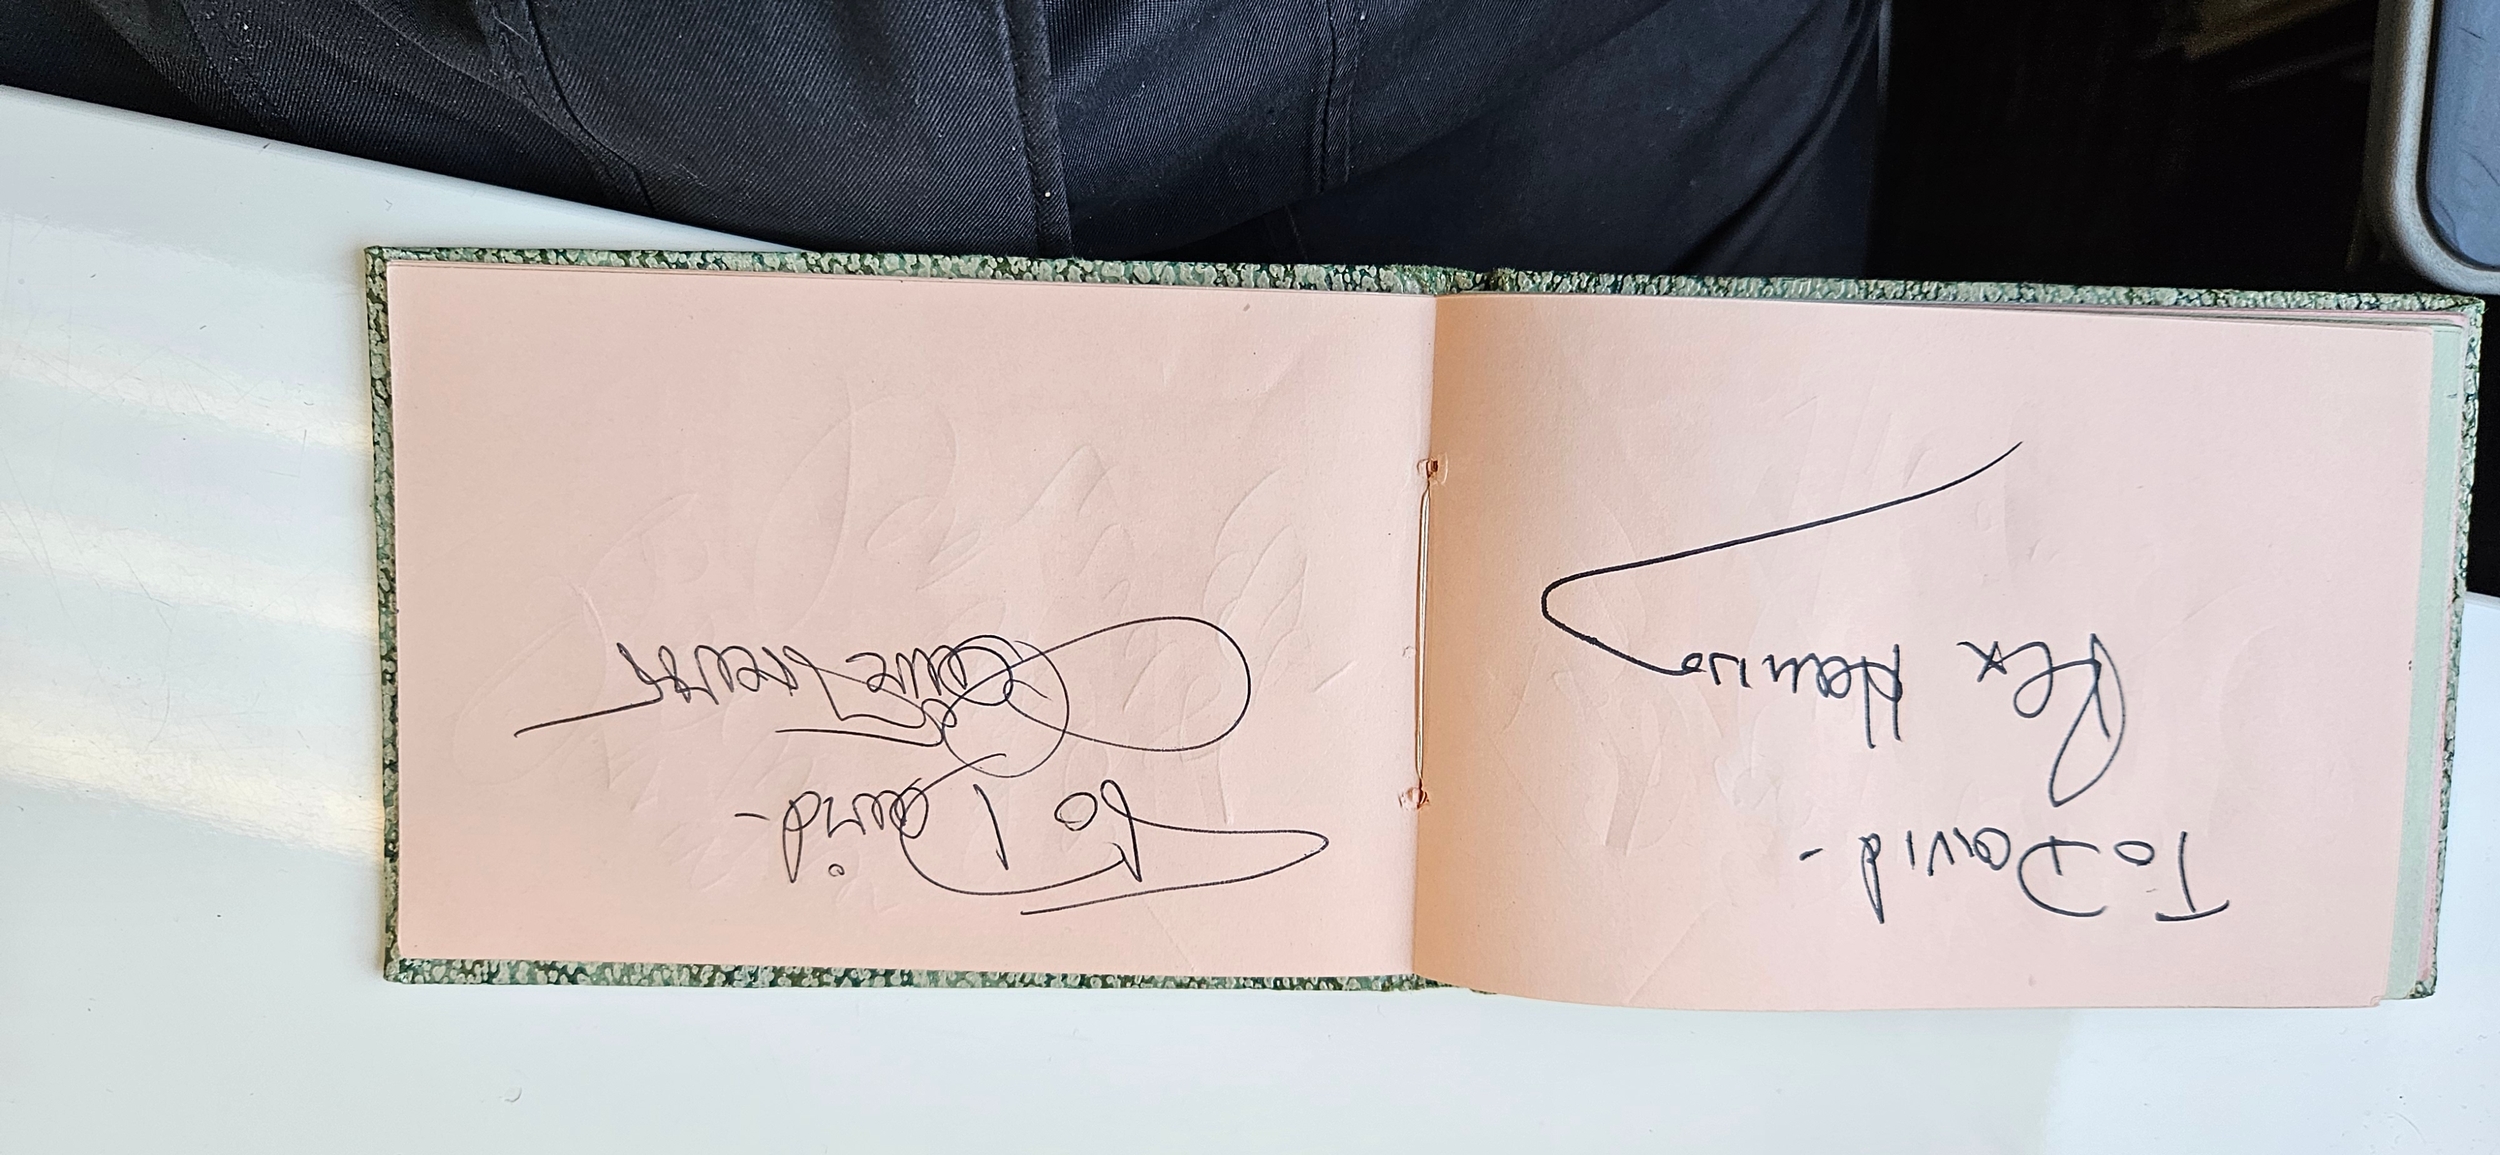 To David -
Rex Harrison
To David -